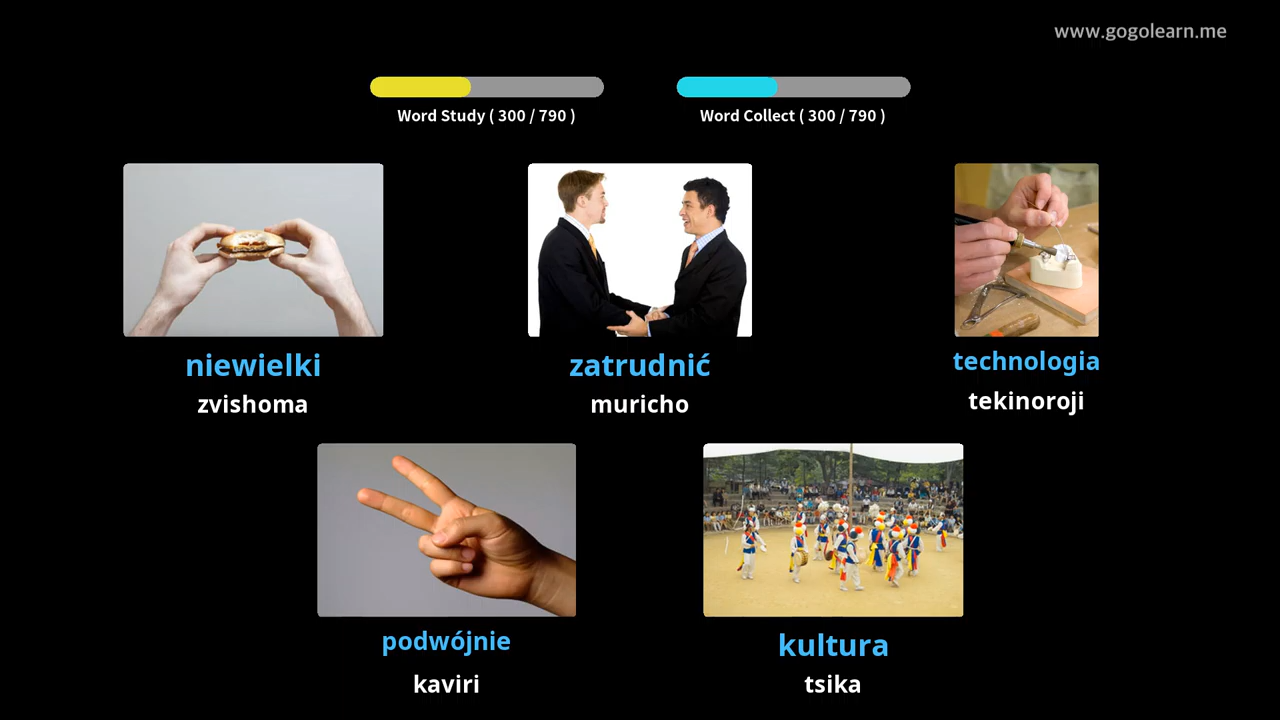 www.gogolearn.me
Word Study ( 300 / 790 )
Word Collect ( 300 / 790 )
niewielki
zvishoma
zatrudnić
muricho
technologia
tekinoroji
podwójnie
kaviri
kultura
tsika